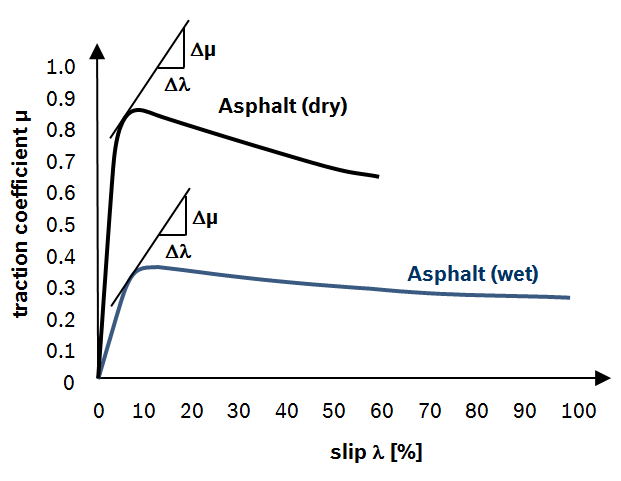 Δμ
Δλ
Asphalt (dry)
Δμ
Δλ
Asphalt (wet)
traction coefficient μ
1.0
0.9
0.8
0.7
0.6
0.5
0.4
0.3
0.2
0.1
0
0 10 20 30 40 50 60 70 80 90 100
slip λ [%]